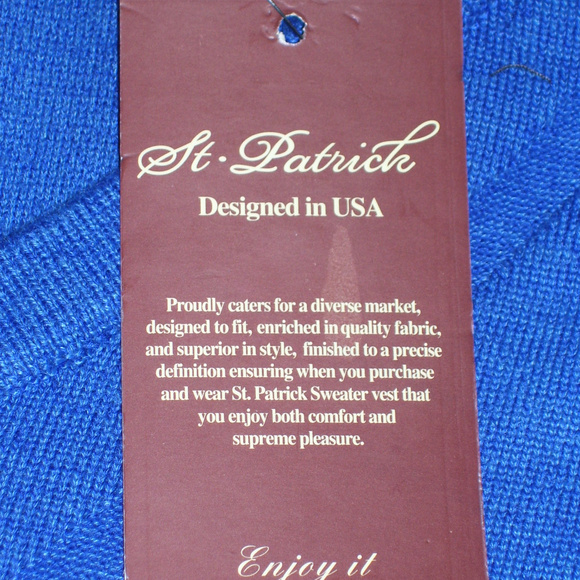 St. Patrick
Designed in USA
Proudly caters for a diverse market,
designed to fit, enriched in quality fabric,
and superior in style, finished to a precise
definition ensuring when you purchase
and wear St. Patrick Sweater vest that
you enjoy both comfort and
supreme pleasure.
Enjoy it